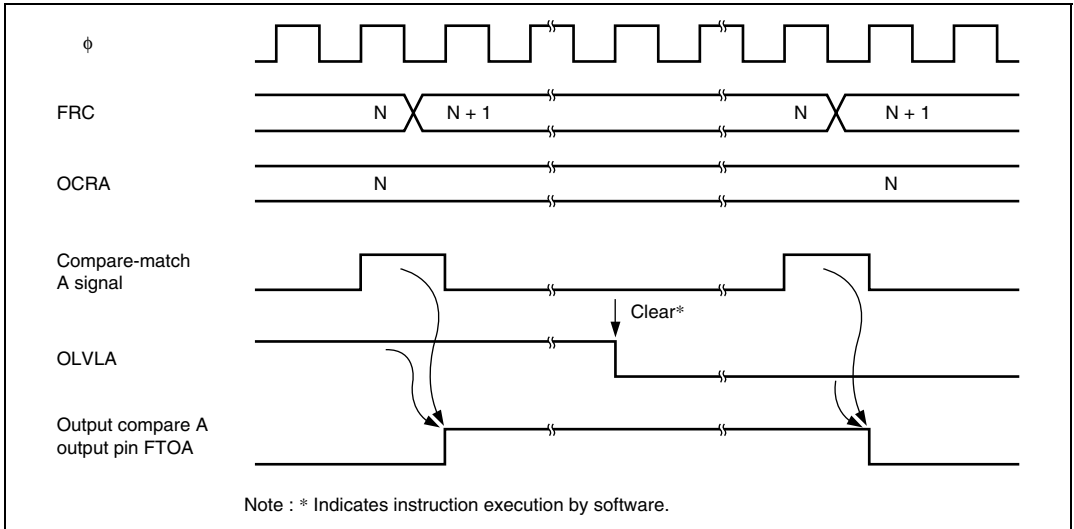 ϕ
FRC
N
N + 1
N
N + 1
OCRA
N
N
Compare-match
A signal
Clear*
OLVLA
Output compare A
output pin FTOA
Note : * Indicates instruction execution by software.